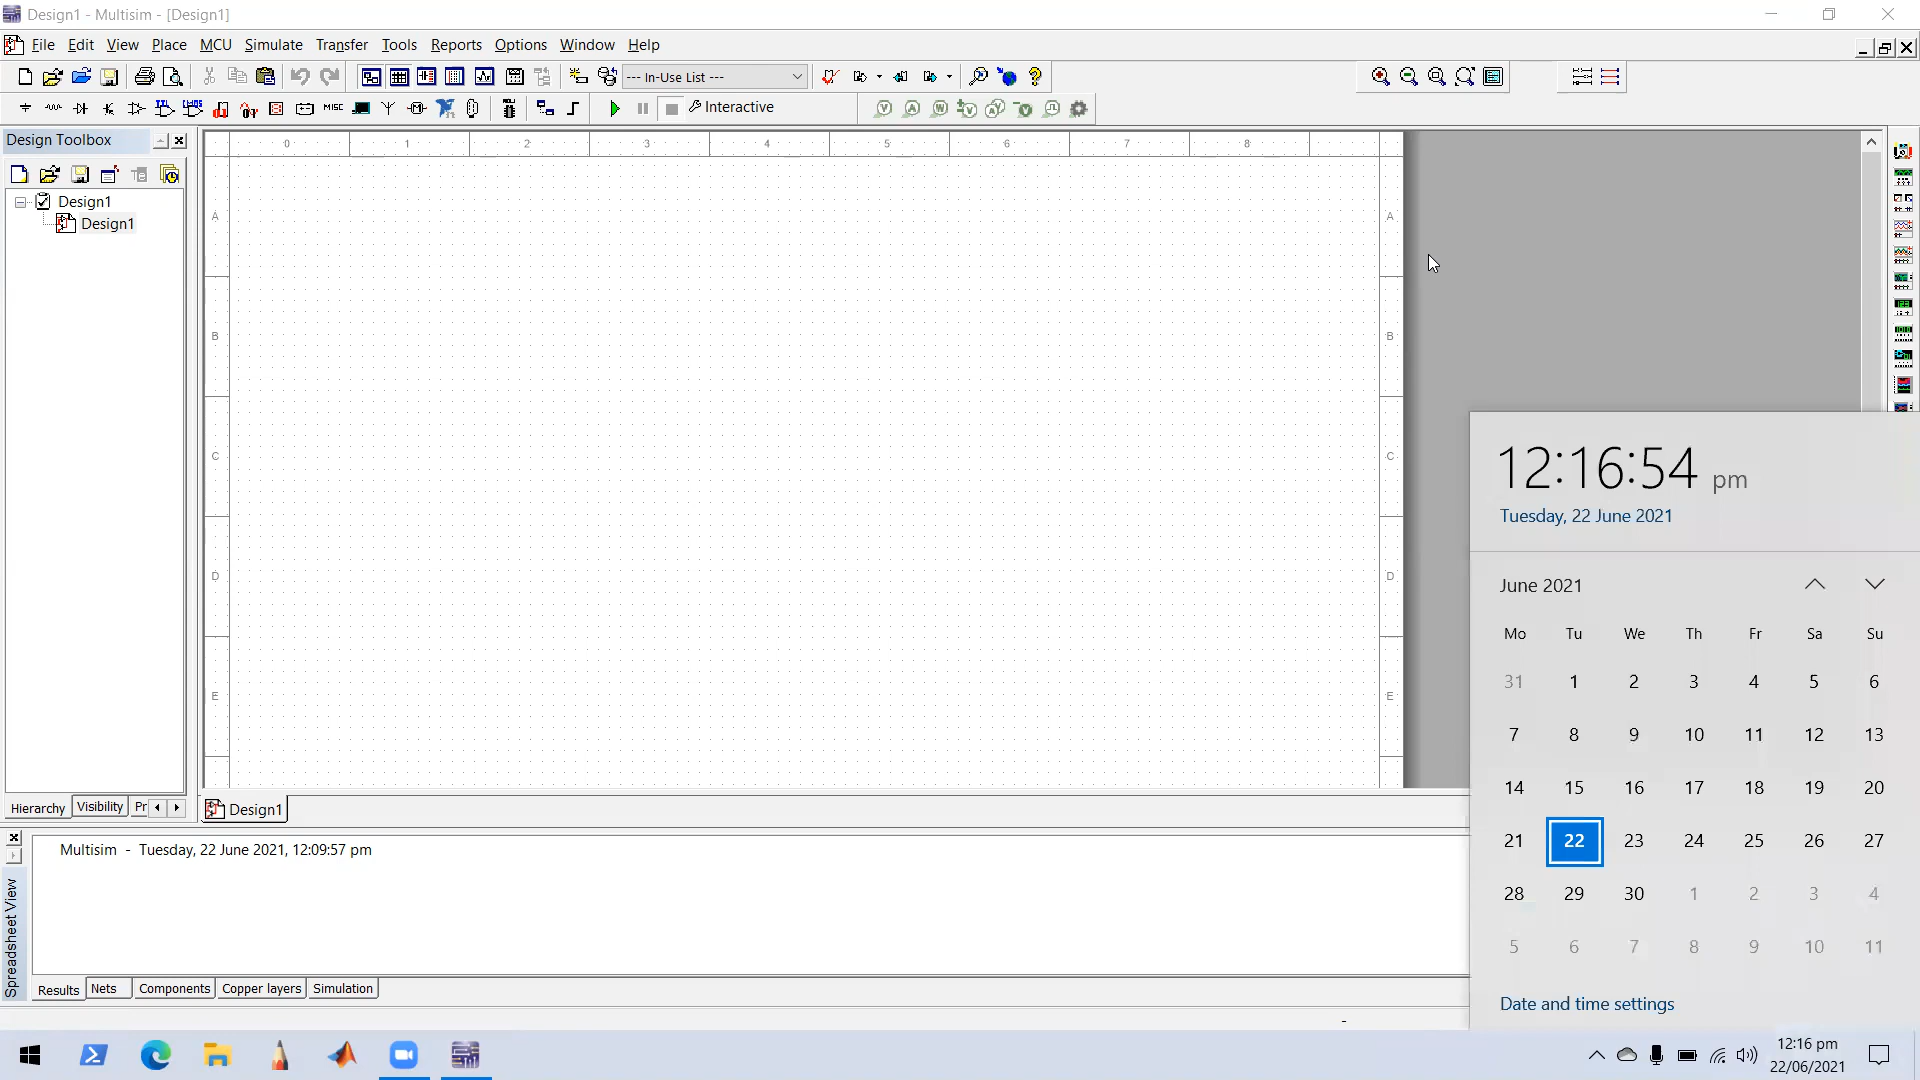 Design1 - Multisim - [Design1]
File Edit View Place MCU Simulate Transfer Tools Reports Options Window Help
--- In-Use List ---
MISC Interactive
Design Toolbox
0 1 2 3 4 5 6 7 8
Design1
Design1
A A
B B
C C
D D
E E
Hierarchy Visibility Pr
Design1
Multisim - Tuesday, 22 June 2021, 12:09:57 pm
Spreadsheet View
Results Nets Components Copper layers Simulation
12:16:54 pm
Tuesday, 22 June 2021
June 2021
Mo Tu We Th Fr Sa Su
31 1 2 3 4 5 6
7 8 9 10 11 12 13
14 15 16 17 18 19 20
21 22 23 24 25 26 27
28 29 30 1 2 3 4
5 6 7 8 9 10 11
Date and time settings
12:16 pm
22/06/2021